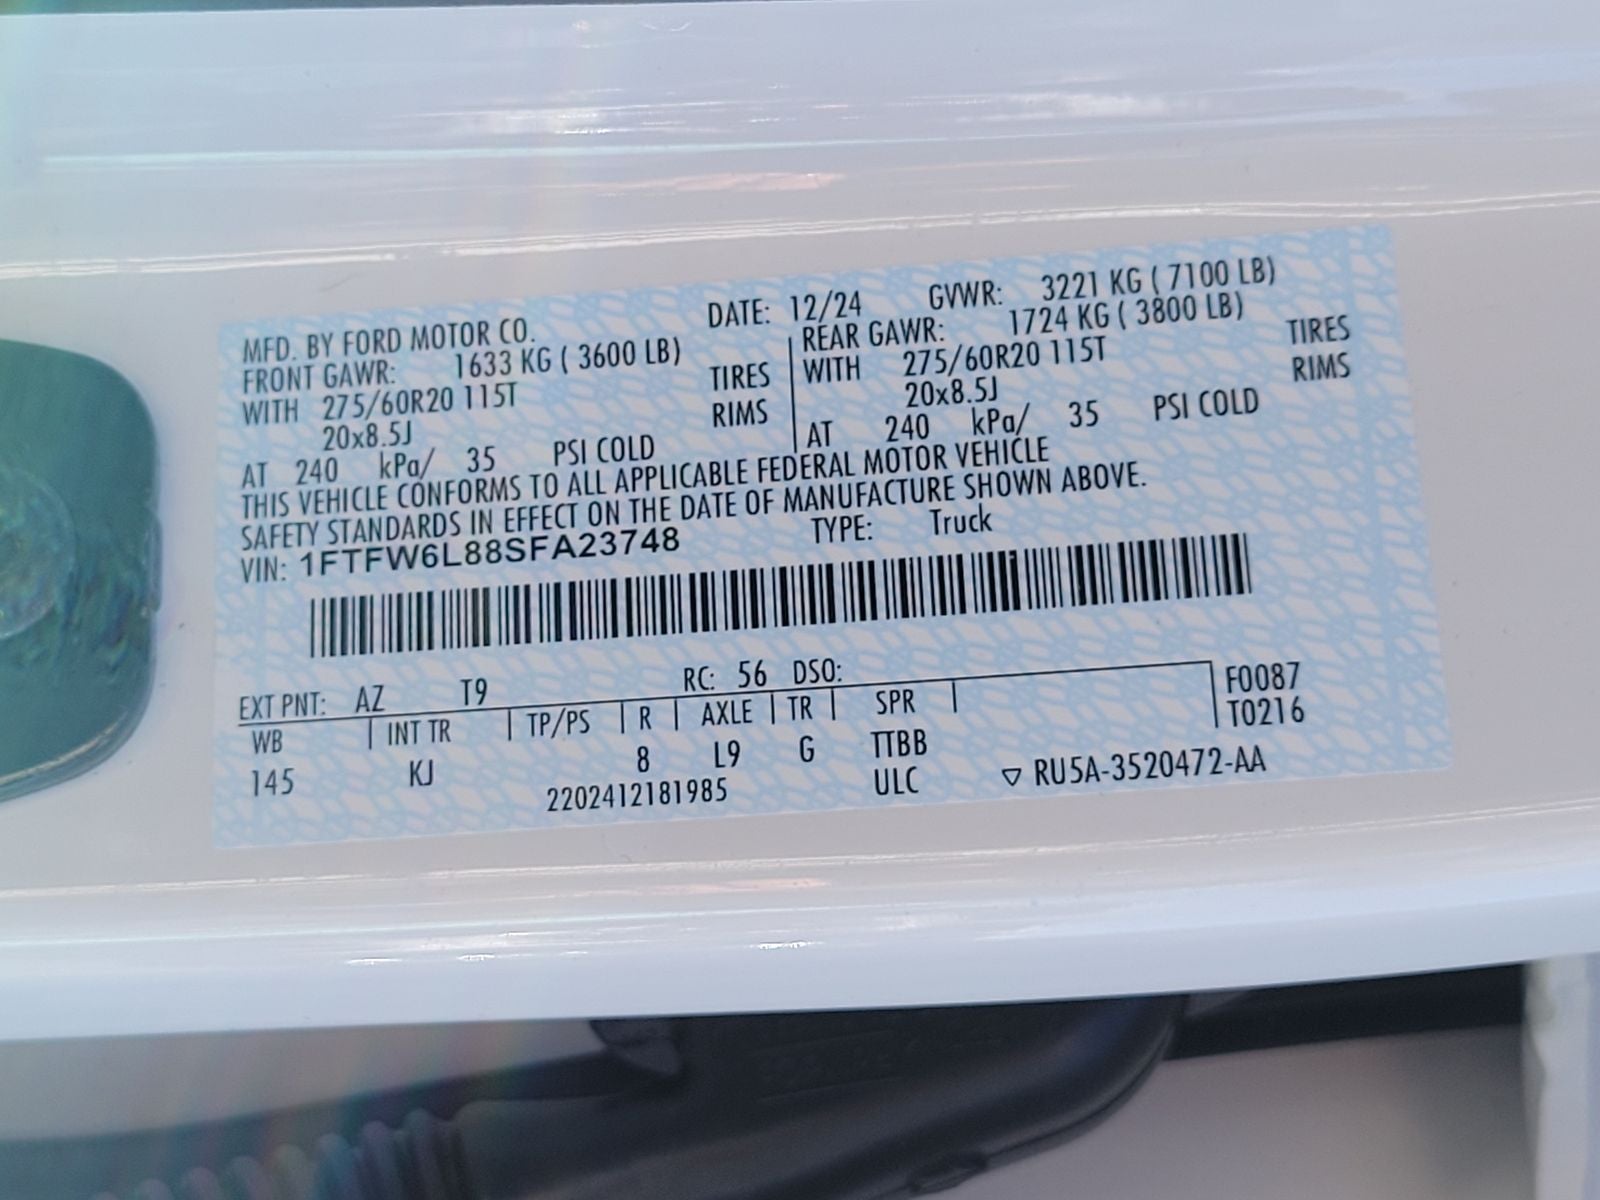 MFD. BY FORD MOTOR CO. DATE: 12/24 GVWR: 3221 KG ( 7100 LB)
FRONT GAWR: 1633 KG ( 3600 LB) REAR GAWR: 1724 KG ( 3800 LB)
WITH 275/60R20 115T TIRES WITH 275/60R20 115T TIRES
20x8.5J RIMS 20x8.5J RIMS
AT 240 kPa/ 35 PSI COLD AT 240 kPa/ 35 PSI COLD
THIS VEHICLE CONFORMS TO ALL APPLICABLE FEDERAL MOTOR VEHICLE
SAFETY STANDARDS IN EFFECT ON THE DATE OF MANUFACTURE SHOWN ABOVE.
VIN: 1FTFW6L88SFA23748 TYPE: Truck
EXT PNT: AZ T9 RC: 56 DSO: F0087
WB INT TR TP/PS R AXLE TR SPR T0216
145 KJ 8 L9 G TTBB
2202412181985 ULC ▽ RU5A-3520472-AA